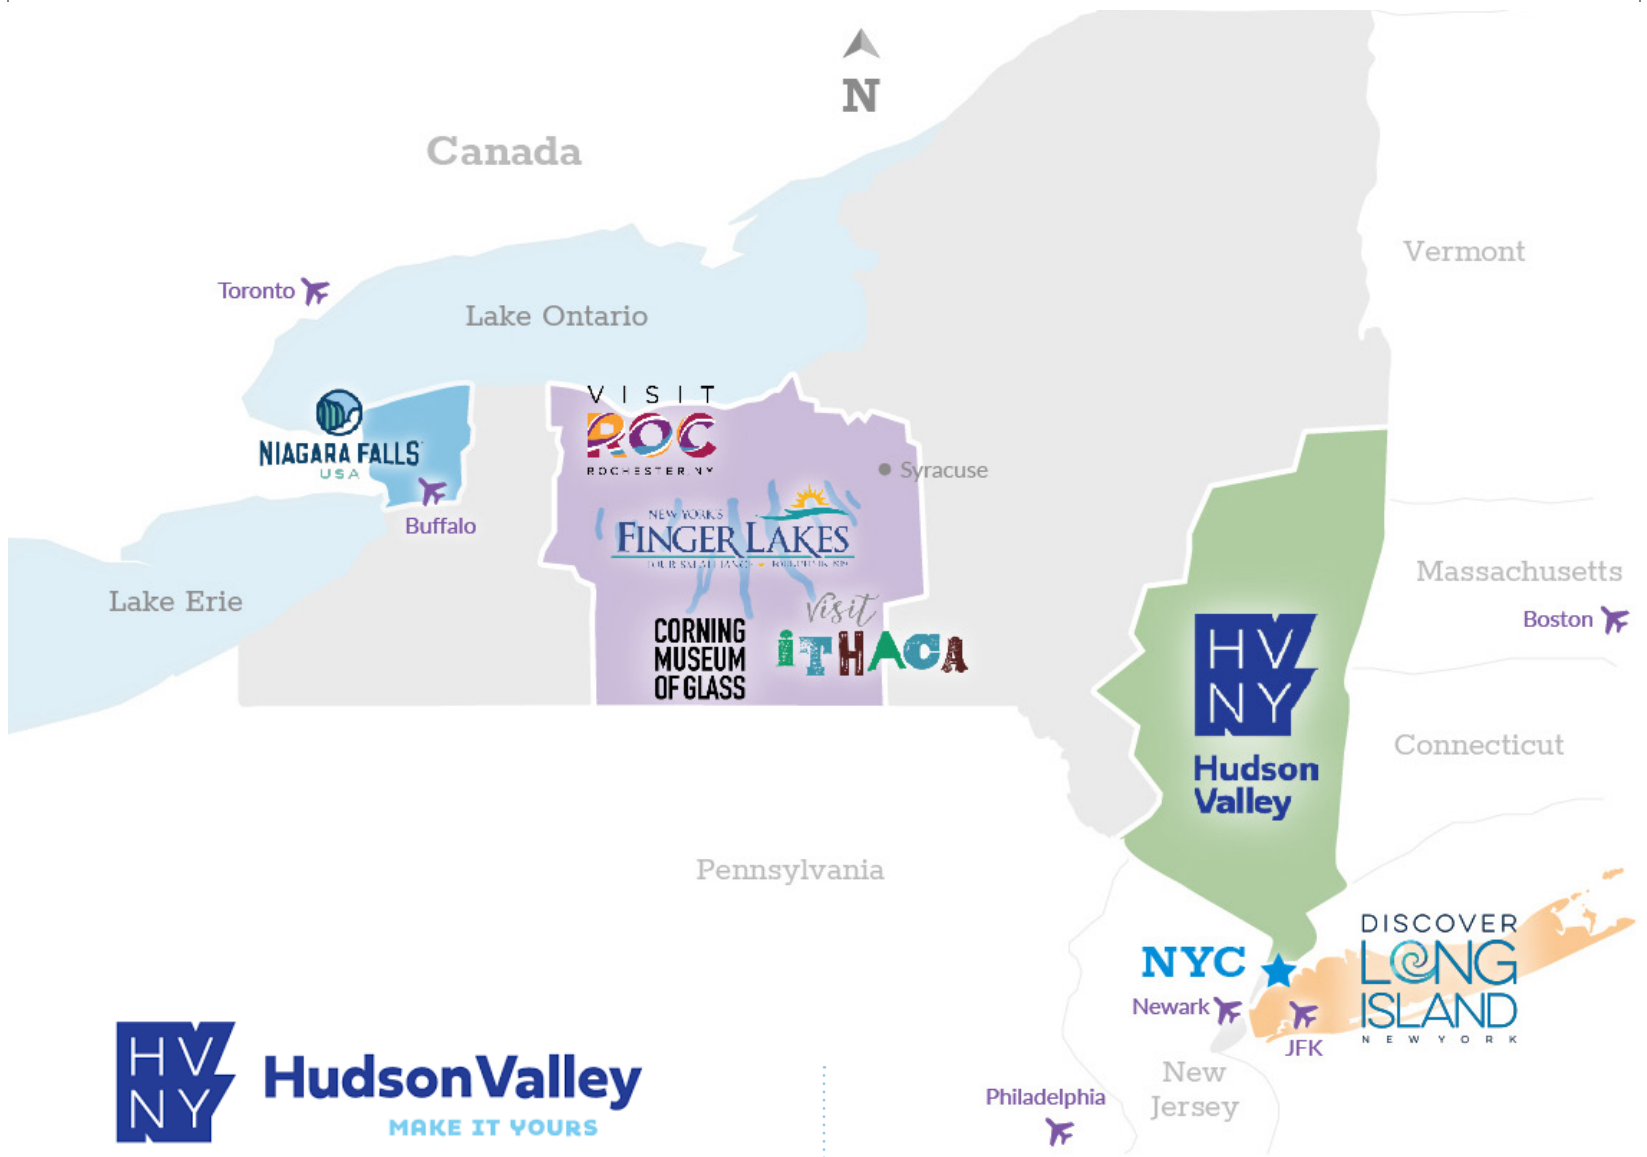 N
Canada
Vermont
Toronto
Lake Ontario
VISIT
ROC
ROCHESTER, NY
NIAGARA FALLS
USA
Syracuse
Buffalo
NEW YORK'S
FINGER LAKES
Massachusetts
Boston
Lake Erie
Visit
ITHACA
CORNING
MUSEUM
OF GLASS
HV
NY
Hudson
Valley
Connecticut
Pennsylvania
DISCOVER
LONG
ISLAND
NEW YORK
NYC
Newark
JFK
New
Jersey
Philadelphia
HV
NY
Hudson Valley
MAKE IT YOURS